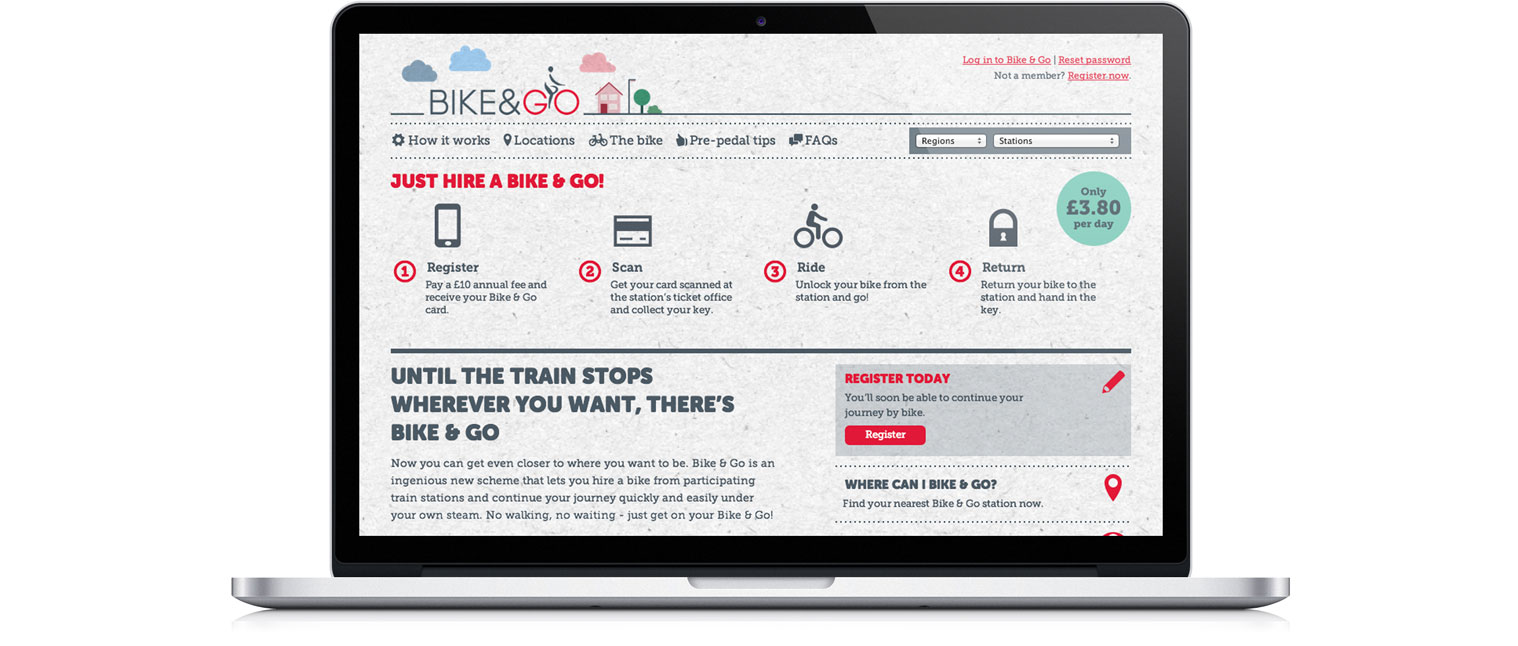 BIKE&GO
Log in to Bike & Go | Reset password
Not a member? Register now.
How it works Locations The bike Pre-pedal tips FAQs
Regions Stations
JUST HIRE A BIKE & GO!
Only
£3.80
per day
1 Register
Pay a £10 annual fee and
receive your Bike & Go
card.
2 Scan
Get your card scanned at
the station's ticket office
and collect your key.
3 Ride
Unlock your bike from the
station and go!
4 Return
Return your bike to the
station and hand in the
key.
UNTIL THE TRAIN STOPS
WHEREVER YOU WANT, THERE'S
BIKE & GO
Now you can get even closer to where you want to be. Bike & Go is an
ingenious new scheme that lets you hire a bike from participating
train stations and continue your journey quickly and easily under
your own steam. No walking, no waiting - just get on your Bike & Go!
REGISTER TODAY
You'll soon be able to continue your
journey by bike.
Register
WHERE CAN I BIKE & GO?
Find your nearest Bike & Go station now.